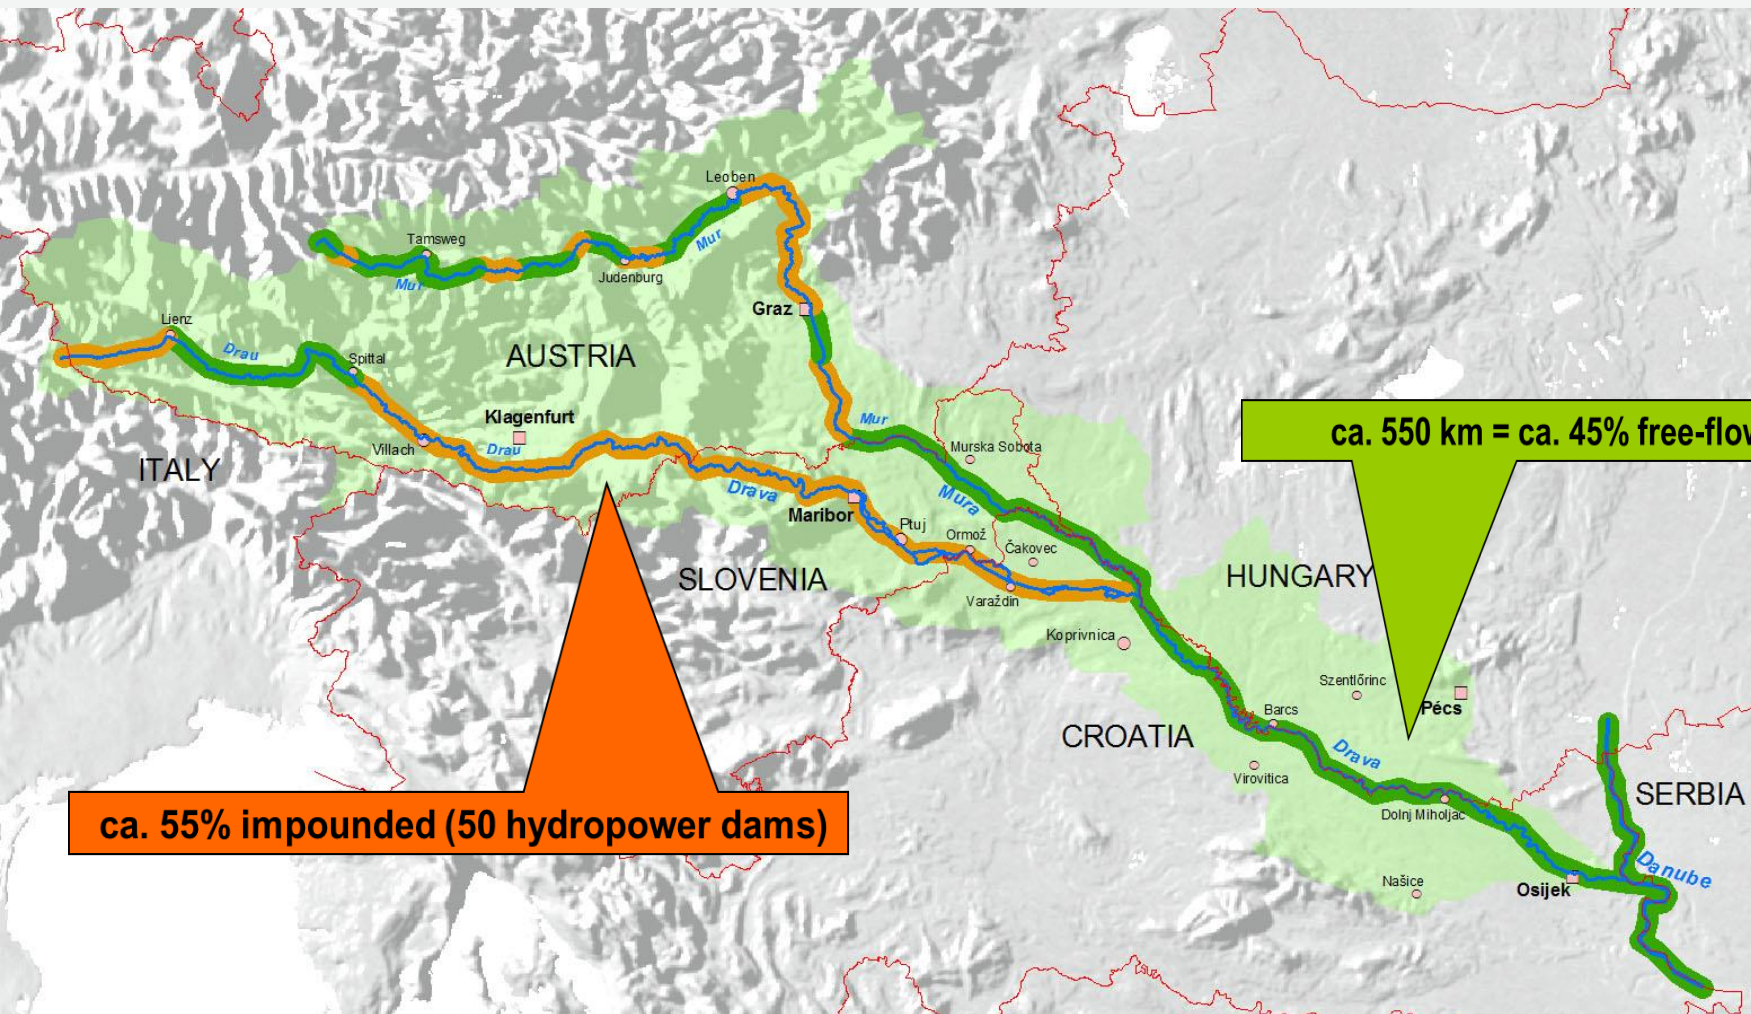 Leoben
Tamsweg
Mur
Mur
Judenburg
Graz
Lienz
Drau
Spittal
AUSTRIA
Klagenfurt
Mur
ca. 550 km = ca. 45% free-flow
Villach
Drau
Murska Sobota
ITALY
Drava
Mura
Maribor
Ptuj
Ormož
Čakovec
SLOVENIA
HUNGARY
Varaždin
Koprivnica
Szentlőrinc
Pécs
Barcs
CROATIA
Drava
Virovitica
SERBIA
Dolnj Miholjac
ca. 55% impounded (50 hydropower dams)
Danube
Našice
Osijek